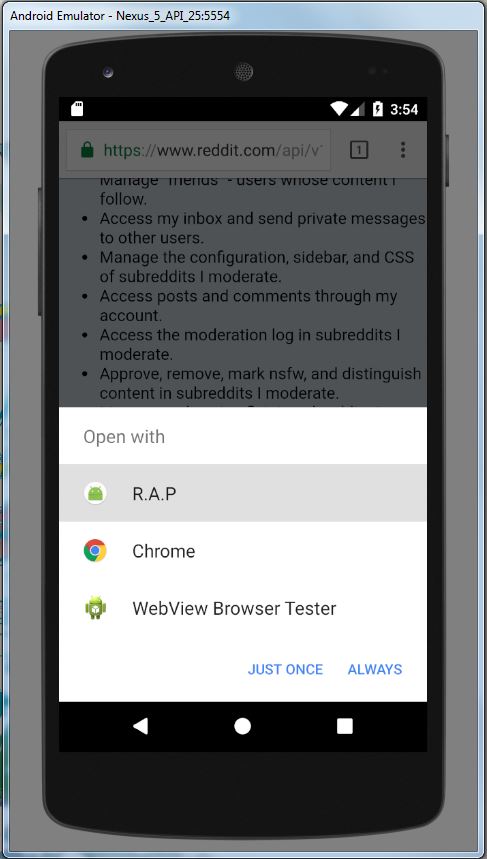 Android Emulator - Nexus_5_API_25:5554
3:54
https://www.reddit.com/api/v
1
Manage "friends" - users whose content I
follow.
• Access my inbox and send private messages
to other users.
• Manage the configuration, sidebar, and CSS
of subreddits I moderate.
• Access posts and comments through my
account.
• Access the moderation log in subreddits I
moderate.
• Approve, remove, mark nsfw, and distinguish
content in subreddits I moderate.
Open with
R.A.P
Chrome
WebView Browser Tester
JUST ONCE ALWAYS